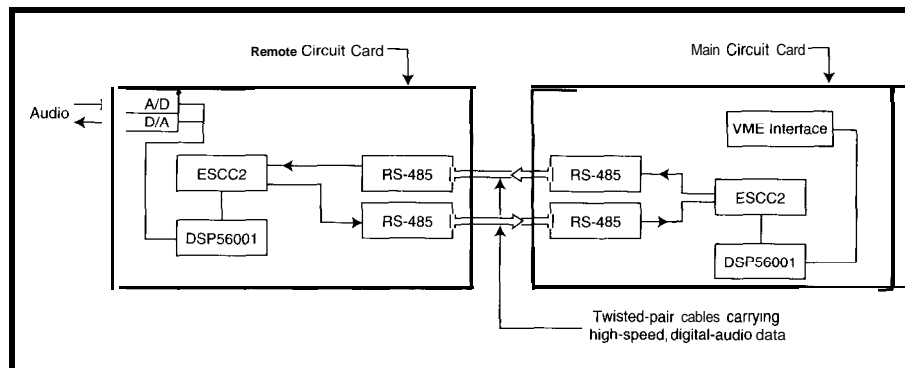 Remote Circuit Card
Main Circuit Card
Audio
A/D
D/A
ESCC2
DSP56001
RS-485
RS-485
RS-485
RS-485
VME Interface
ESCC2
DSP56001
Twisted-pair cables carrying
high-speed, digital-audio data